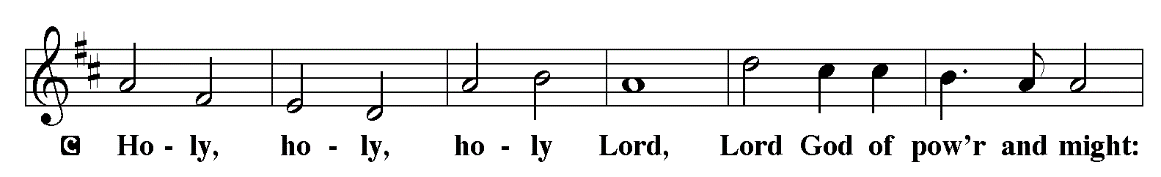 C Ho - ly, ho - ly, ho - ly Lord, Lord God of pow’r and might: